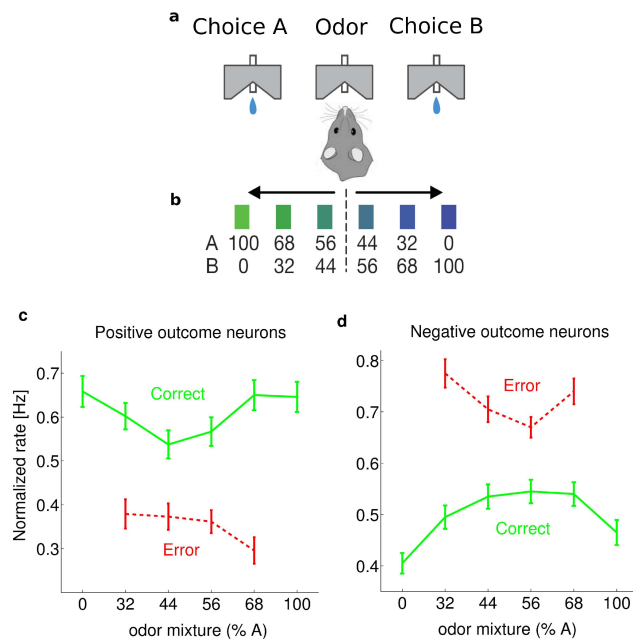 a
Choice A Odor Choice B
b
A 100 68 56 44 32 0
B 0 32 44 56 68 100
c
Positive outcome neurons
Normalized rate [Hz]
0.7
0.6
0.5
0.4
0.3
Correct
Error
0 32 44 56 68 100
odor mixture (% A)
d
Negative outcome neurons
0.8
0.7
0.6
0.5
0.4
Error
Correct
0 32 44 56 68 100
odor mixture (% A)